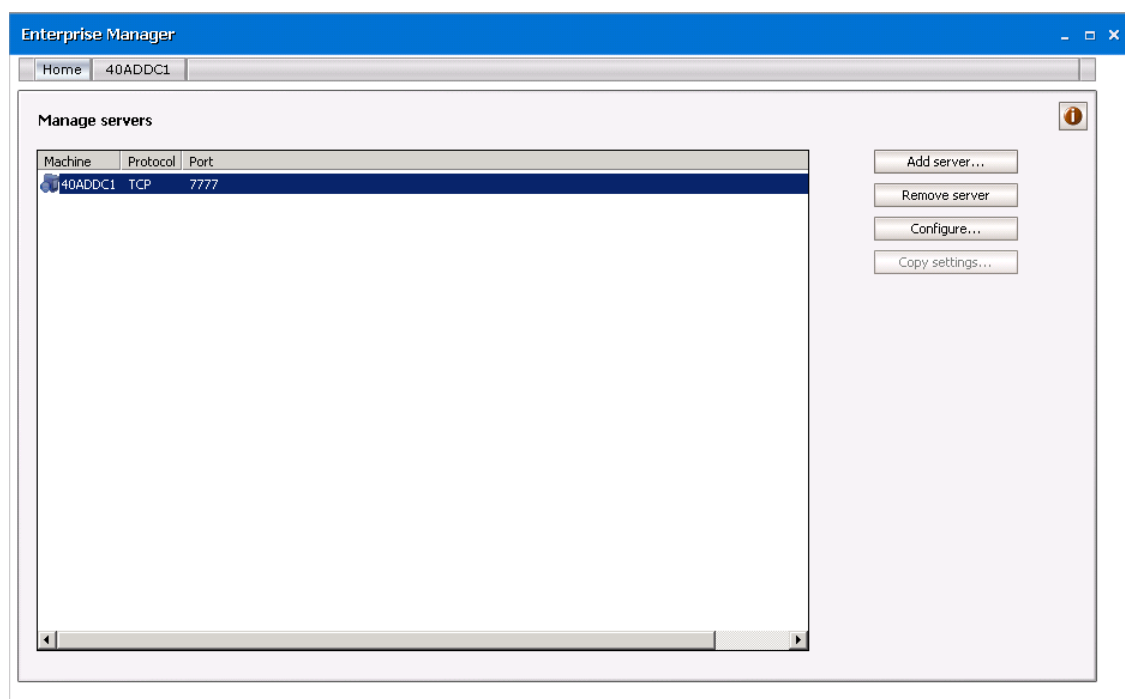 Enterprise Manager
Home 40ADDC1
Manage servers
Machine Protocol Port
40ADDC1 TCP 7777
Add server...
Remove server
Configure...
Copy settings...